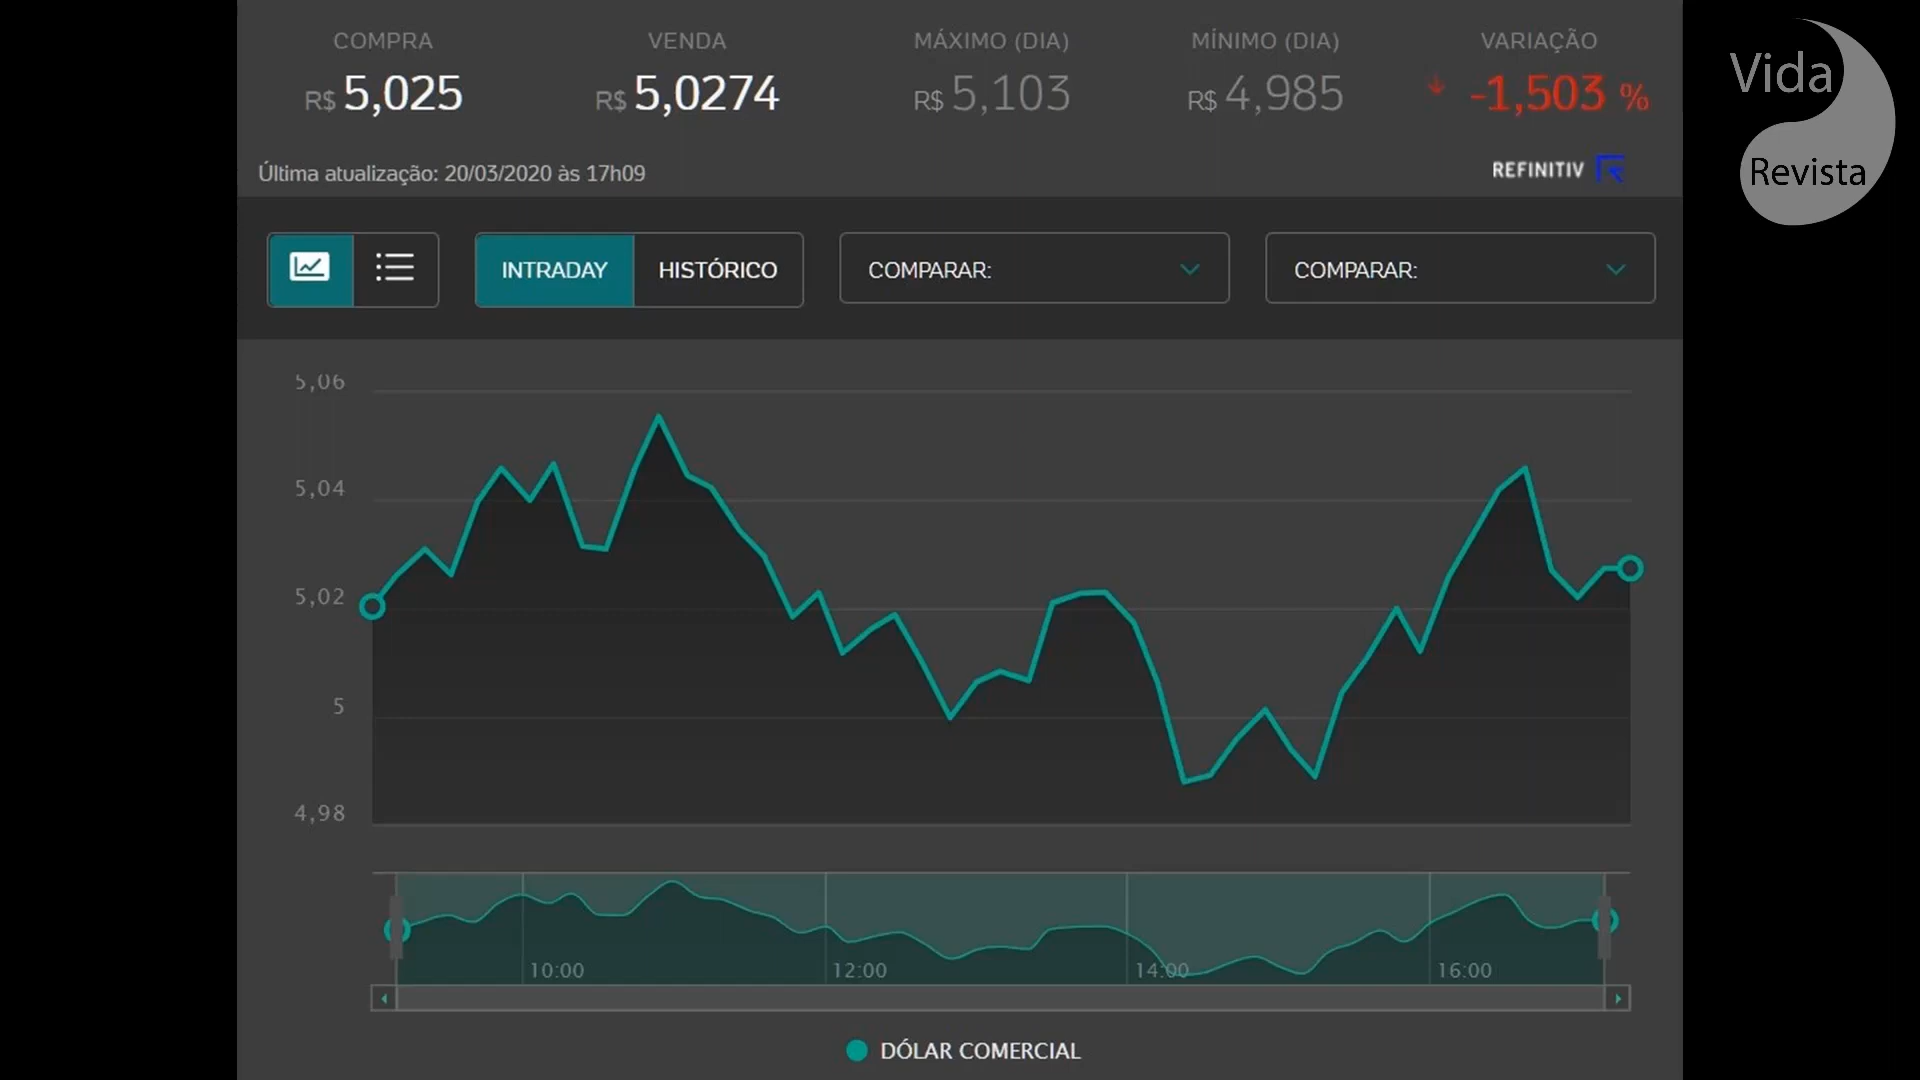 COMPRA VENDA MÁXIMO (DIA) MÍNIMO (DIA) VARIAÇÃO
R$ 5,025 R$ 5,0274 R$ 5,103 R$ 4,985 -1,503 %
Última atualização: 20/03/2020 às 17h09
REFINITIV
Vida
Revista
INTRADAY HISTÓRICO COMPARAR: COMPARAR:
5,06
5,04
5,02
5
4,98
10:00 12:00 14:00 16:00
DÓLAR COMERCIAL